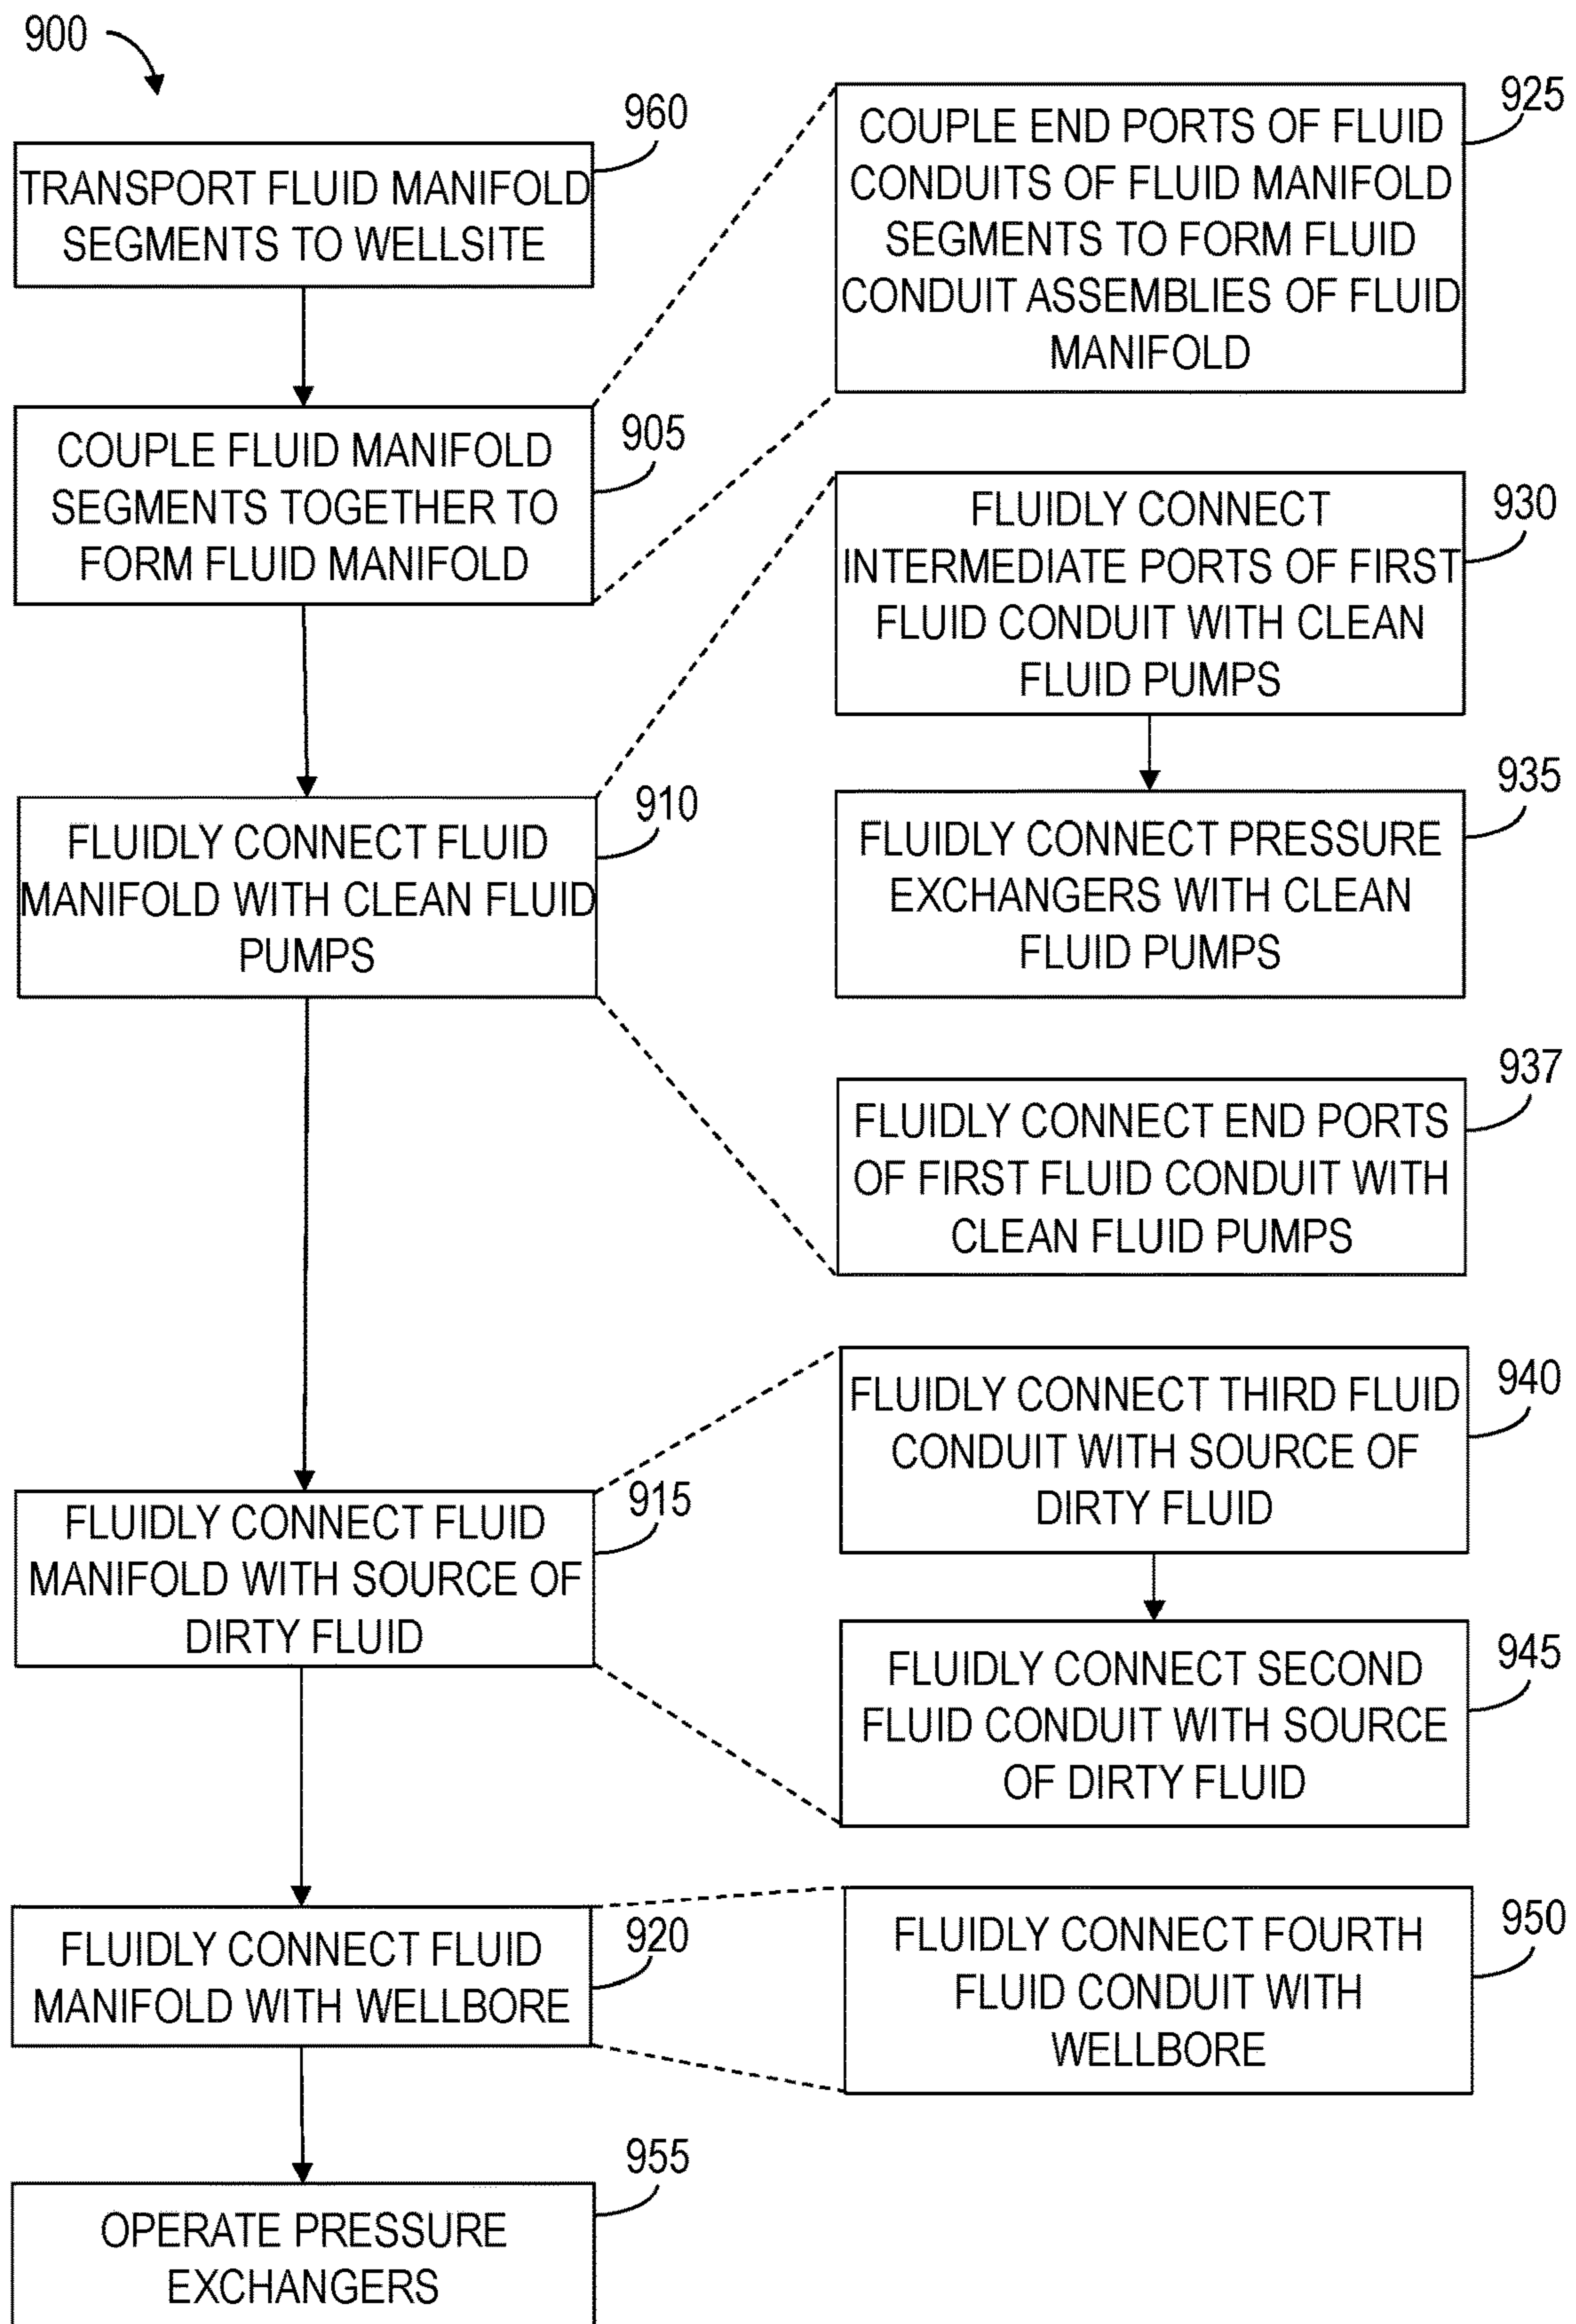 900
960
TRANSPORT FLUID MANIFOLD
SEGMENTS TO WELLSITE
925
COUPLE END PORTS OF FLUID
CONDUITS OF FLUID MANIFOLD
SEGMENTS TO FORM FLUID
CONDUIT ASSEMBLIES OF FLUID
MANIFOLD
905
COUPLE FLUID MANIFOLD
SEGMENTS TOGETHER TO
FORM FLUID MANIFOLD
930
FLUIDLY CONNECT
INTERMEDIATE PORTS OF FIRST
FLUID CONDUIT WITH CLEAN
FLUID PUMPS
935
FLUIDLY CONNECT PRESSURE
EXCHANGERS WITH CLEAN
FLUID PUMPS
910
FLUIDLY CONNECT FLUID
MANIFOLD WITH CLEAN FLUID
PUMPS
937
FLUIDLY CONNECT END PORTS
OF FIRST FLUID CONDUIT WITH
CLEAN FLUID PUMPS
940
FLUIDLY CONNECT THIRD FLUID
CONDUIT WITH SOURCE OF
DIRTY FLUID
915
FLUIDLY CONNECT FLUID
MANIFOLD WITH SOURCE OF
DIRTY FLUID
945
FLUIDLY CONNECT SECOND
FLUID CONDUIT WITH SOURCE
OF DIRTY FLUID
920
FLUIDLY CONNECT FLUID
MANIFOLD WITH WELLBORE
950
FLUIDLY CONNECT FOURTH
FLUID CONDUIT WITH
WELLBORE
955
OPERATE PRESSURE
EXCHANGERS